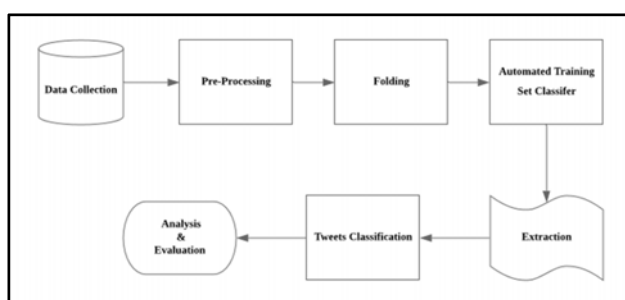 Data Collection
Pre-Processing
Folding
Automated Training
Set Classifer
Extraction
Tweets Classification
Analysis
&
Evaluation